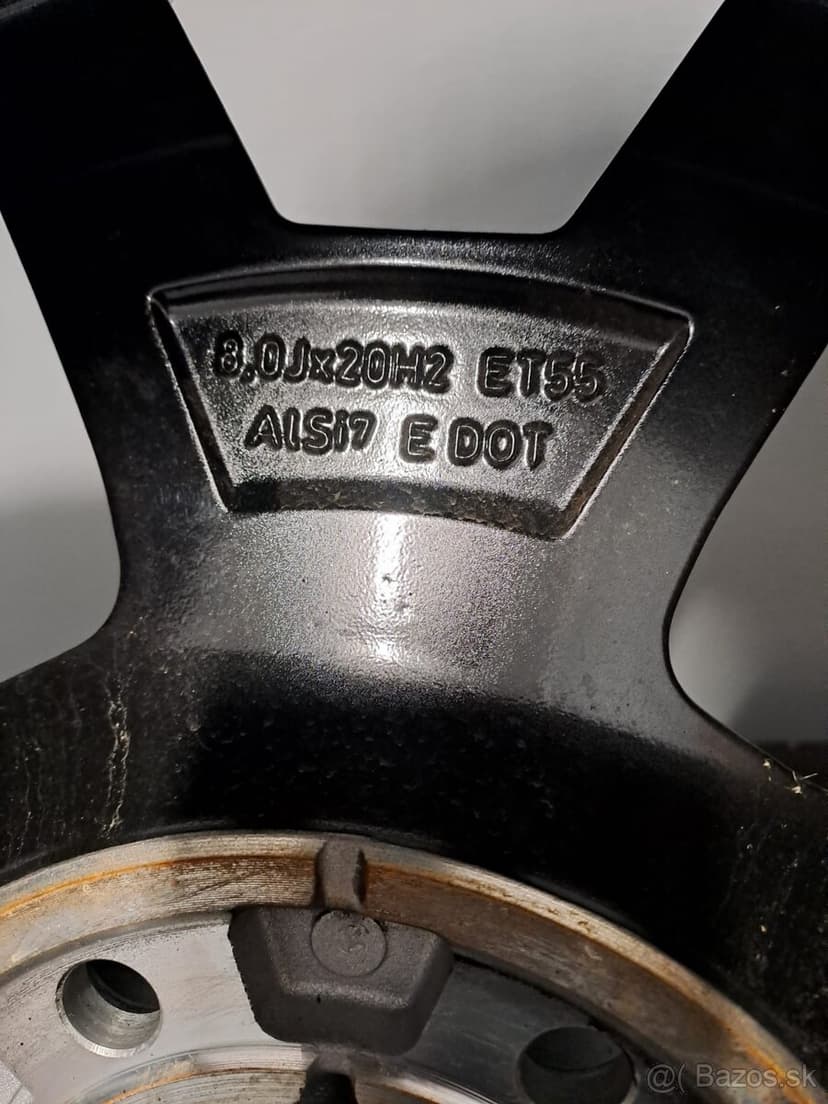 8.0Jx20H2 ET55
AlSi7 E DOT
@( Bazos.sk